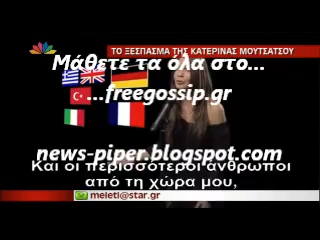 ΤΟ ΞΕΣΠΑΣΜΑ ΤΗΣ ΚΑΤΕΡΙΝΑΣ ΜΟΥΤΣΑΤΣΟΥ
Μάθετε τα όλα στο...
...freegossip.gr
news-piper.blogspot.com
Και οι περισσότεροι άνθρωποι
από τη χώρα μου,
meleti@star.gr